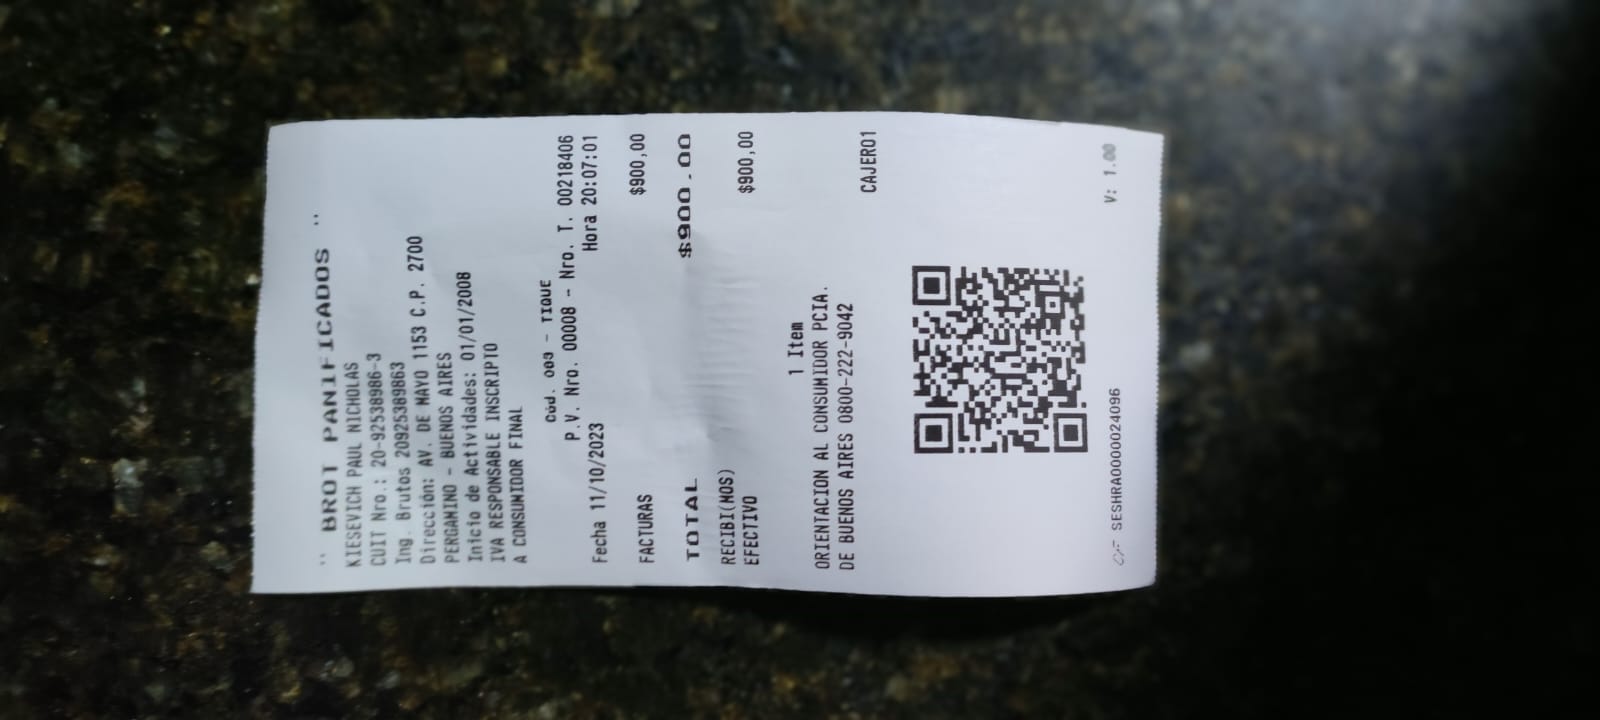 " BROT PANIFICADOS "
KIESEVICH PAUL NICHOLAS
CUIT Nro.: 20-92538986-3
Ing. Brutos 20925389863
Dirección: AV. DE MAYO 1153 C.P. 2700
PERGAMINO - BUENOS AIRES
Inicio de Actividades: 01/01/2008
IVA RESPONSABLE INSCRIPTO
A CONSUMIDOR FINAL
Cód. 083 - TIQUE
P.V. Nro. 00008 - Nro. T. 00218406
Fecha 11/10/2023 Hora 20:07:01
FACTURAS $900,00
TOTAL $900.00
RECIBI(MOS)
EFECTIVO $900,00
1 Item
ORIENTACION AL CONSUMIDOR PCIA.
DE BUENOS AIRES 0800-222-9042
CAJERO1
CF SESHRA0000024096 V: 1.00